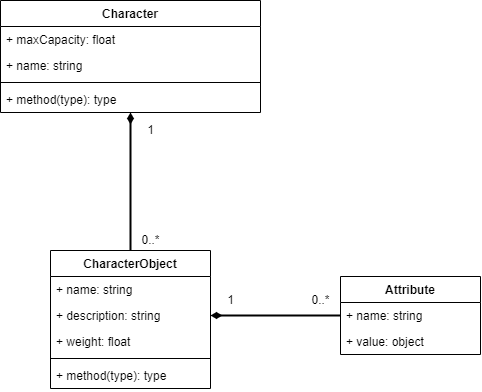 Character
+ maxCapacity: float
+ name: string
+ method(type): type
1
0..*
CharacterObject
+ name: string
+ description: string
+ weight: float
+ method(type): type
1
0..*
Attribute
+ name: string
+ value: object